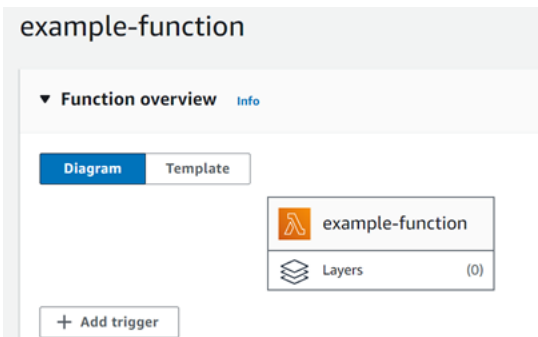 example-function
Function overview Info
Diagram Template
example-function
Layers (0)
+ Add trigger